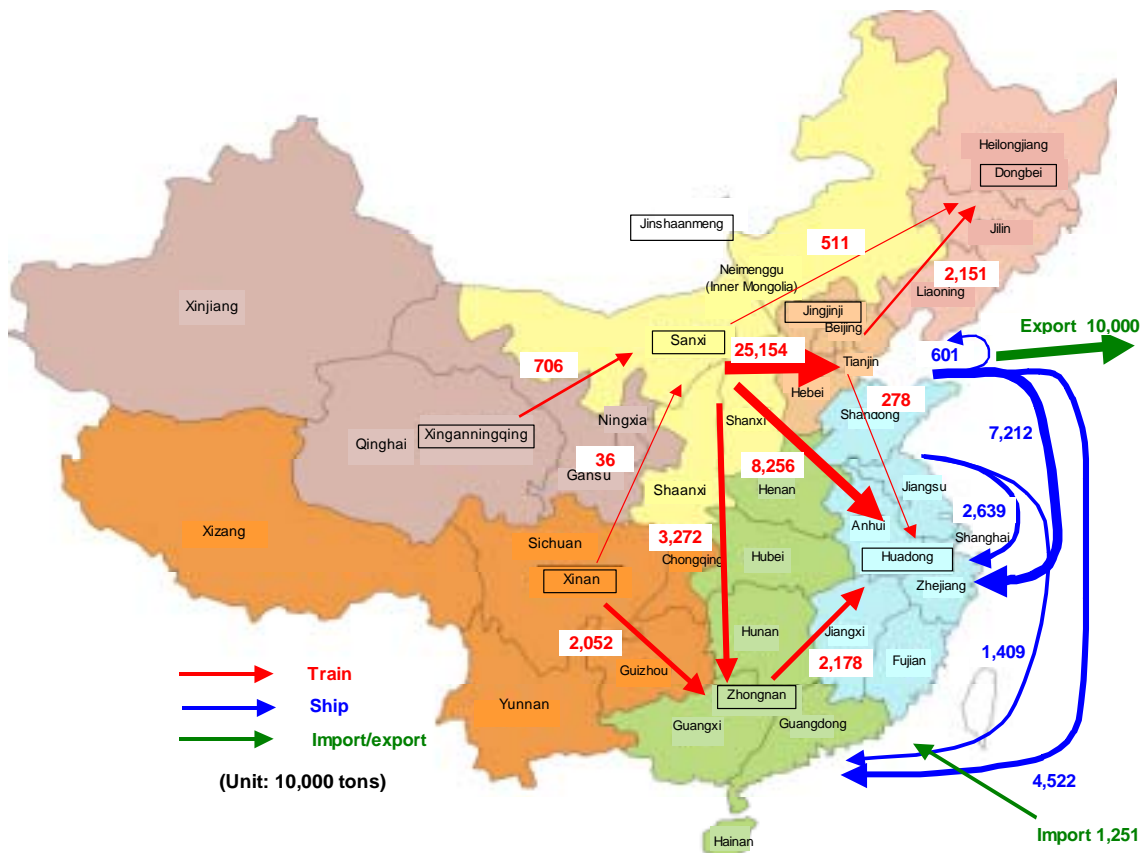 Heilongjiang
Dongbei
Jinshaanmeng
Jilin
511
Neimenggu
(Inner Mongolia)
2,151
Liaoning
Xinjiang
Jingjinji
Beijing
Export 10,000
Sanxi
25,154
601
706
Tianjin
Hebei
278
Shandong
Ningxia
Shanxi
7,212
Xinganningqing
Qinghai
36
Gansu
8,256
Henan
Jiangsu
Shaanxi
2,639
Anhui
Xizang
Shanghai
3,272
Sichuan
Chongqing
Hubei
Huadong
Xinan
Zhejiang
Hunan
Jiangxi
2,052
1,409
Guizhou
2,178
Fujian
Train
Zhongnan
Yunnan
Ship
Guangxi
Guangdong
Import/export
(Unit: 10,000 tons)
4,522
Import 1,251
Hainan